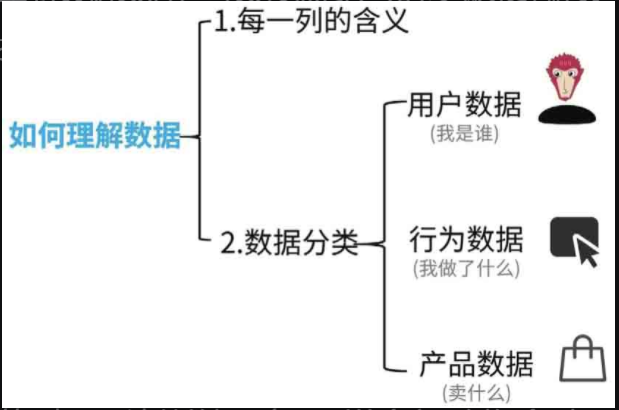 如何理解数据
1.每一列的含义
2.数据分类
用户数据
(我是谁)
行为数据
(我做了什么)
产品数据
(卖什么)